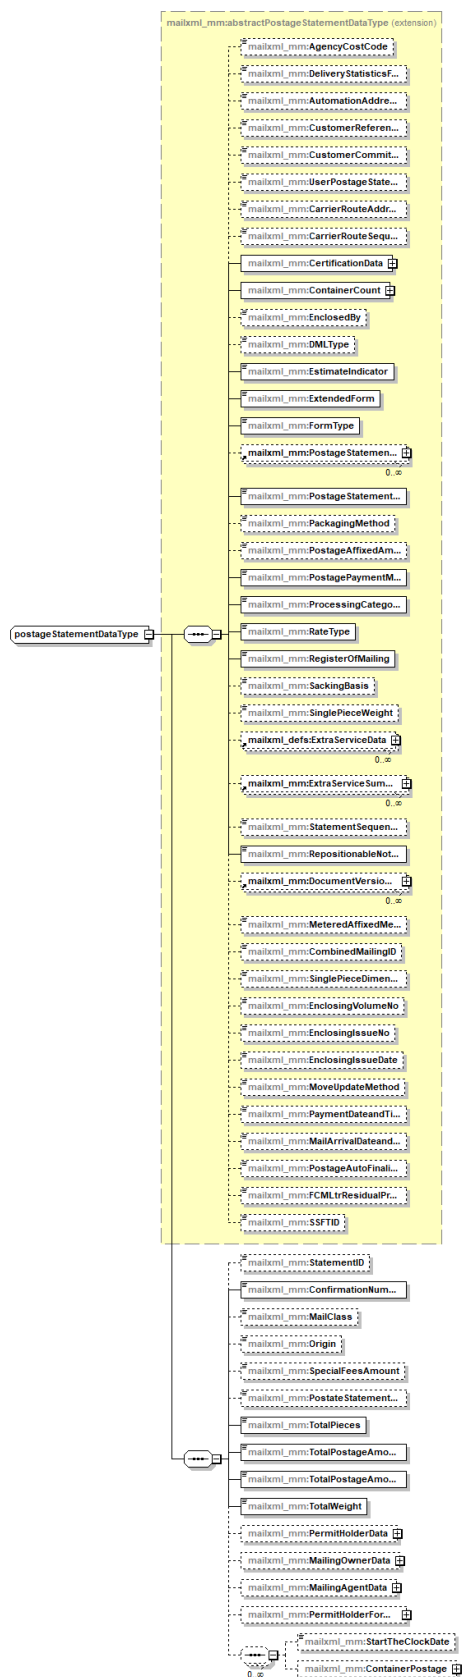 mailxml_mm:abstractPostageStatementDataType (extension)
mailxml_mm:AgencyCostCode
mailxml_mm:DeliveryStatisticsF...
mailxml_mm:AutomationAddre...
mailxml_mm:CustomerReferen...
mailxml_mm:CustomerCommit...
mailxml_mm:UserPostageState...
mailxml_mm:CarrierRouteAddr...
mailxml_mm:CarrierRouteSequ...
mailxml_mm:CertificationData
mailxml_mm:ContainerCount
mailxml_mm:EnclosedBy
mailxml_mm:DMLType
mailxml_mm:EstimateIndicator
mailxml_mm:ExtendedForm
mailxml_mm:FormType
mailxml_mm:PostageStatemen...
0..∞
mailxml_mm:PostageStatement...
mailxml_mm:PackagingMethod
mailxml_mm:PostageAffixedAm...
mailxml_mm:PostagePaymentM...
mailxml_mm:ProcessingCatego...
postageStatementDataType
mailxml_mm:RateType
mailxml_mm:RegisterOfMailing
mailxml_mm:SackingBasis
mailxml_mm:SinglePieceWeight
mailxml_defs:ExtraServiceData
0..∞
mailxml_mm:ExtraServiceSum...
0..∞
mailxml_mm:StatementSequen...
mailxml_mm:RepositionableNot...
mailxml_mm:DocumentVersio...
0..∞
mailxml_mm:MeteredAffixedMe...
mailxml_mm:CombinedMailingID
mailxml_mm:SinglePieceDimen...
mailxml_mm:EnclosingVolumeNo
mailxml_mm:EnclosingIssueNo
mailxml_mm:EnclosingIssueDate
mailxml_mm:MoveUpdateMethod
mailxml_mm:PaymentDateandTi...
mailxml_mm:MailArrivalDateand...
mailxml_mm:PostageAutoFinali...
mailxml_mm:FCMLtrResidualPr...
mailxml_mm:SSFTID
mailxml_mm:StatementID
mailxml_mm:ConfirmationNum...
mailxml_mm:MailClass
mailxml_mm:Origin
mailxml_mm:SpecialFeesAmount
mailxml_mm:PostateStatement...
mailxml_mm:TotalPieces
mailxml_mm:TotalPostageAmo...
mailxml_mm:TotalPostageAmo...
mailxml_mm:TotalWeight
mailxml_mm:PermitHolderData
mailxml_mm:MailingOwnerData
mailxml_mm:MailingAgentData
mailxml_mm:PermitHolderFor...
mailxml_mm:StartTheClockDate
mailxml_mm:ContainerPostage
0..∞